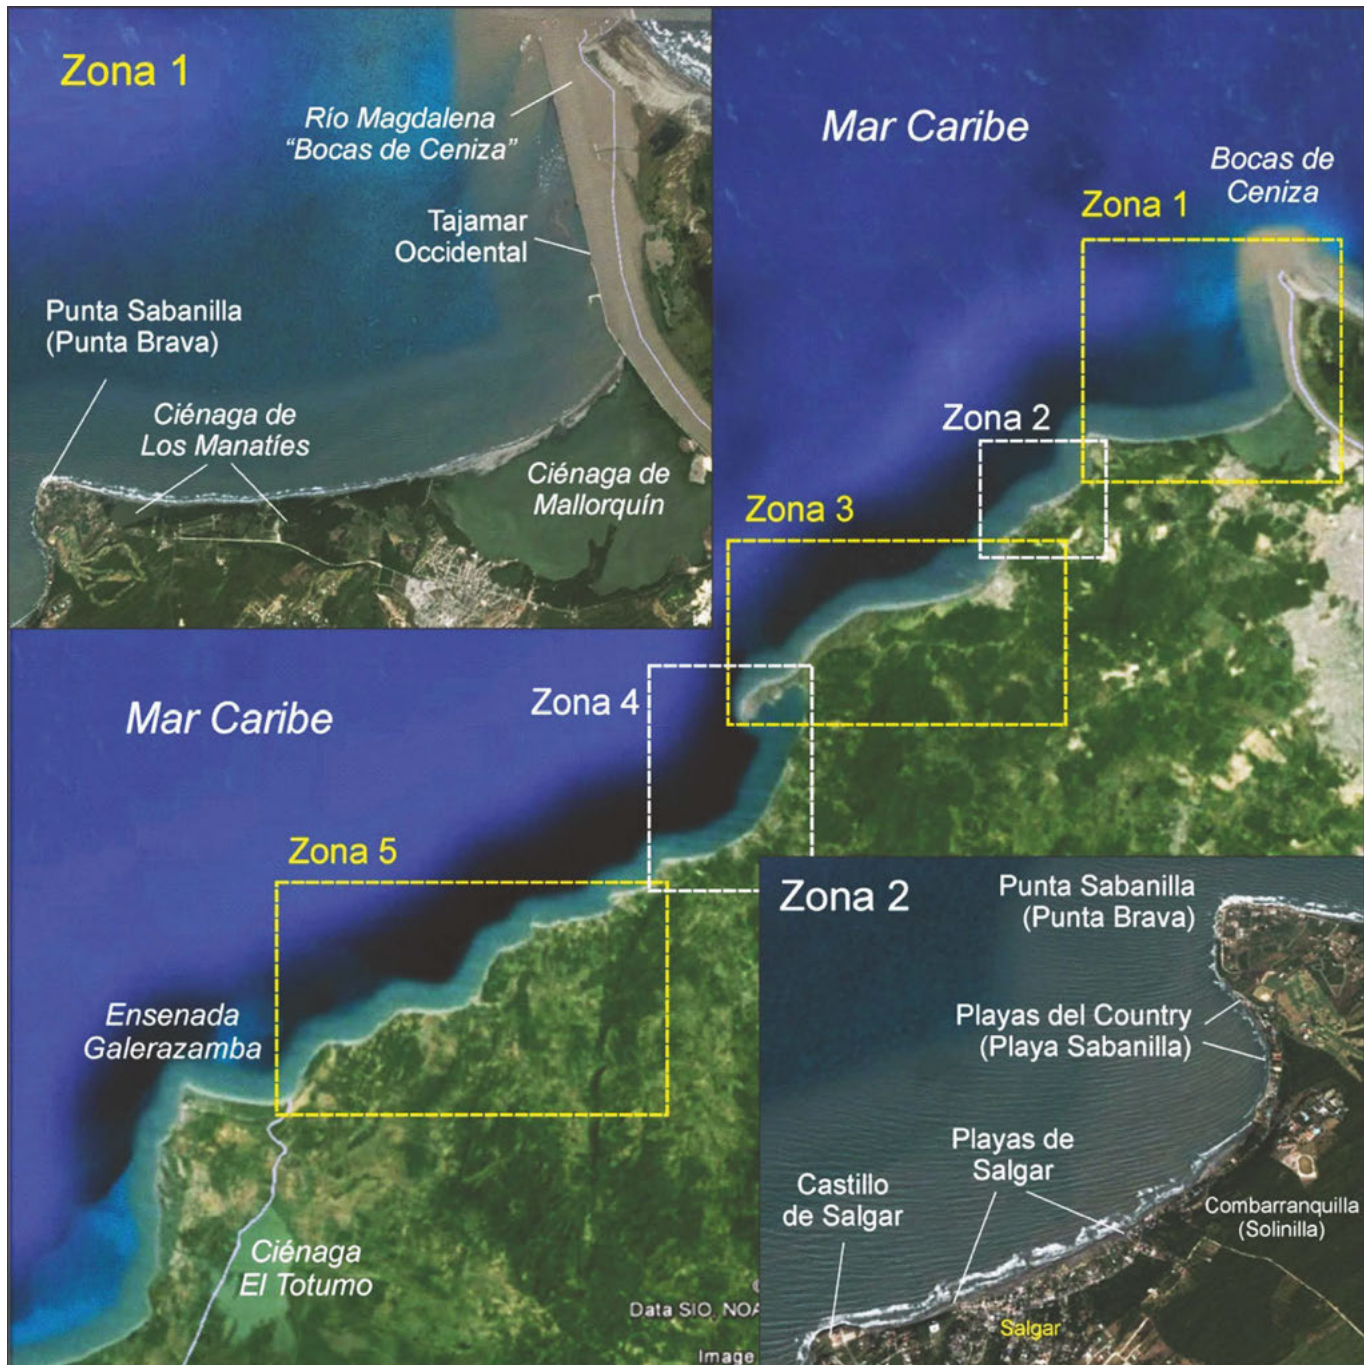 Zona 1
Río Magdalena
“Bocas de Ceniza”
Tajamar
Occidental
Punta Sabanilla
(Punta Brava)
Ciénaga de
Los Manatíes
Ciénaga de
Mallorquín
Mar Caribe
Bocas de
Ceniza
Zona 1
Zona 2
Zona 3
Zona 4
Mar Caribe
Zona 5
Ensenada
Galerazamba
Ciénaga
El Totumo
Data SIO, NOA
Image
Zona 2
Punta Sabanilla
(Punta Brava)
Playas del Country
(Playa Sabanilla)
Playas de
Salgar
Castillo
de Salgar
Combarranquilla
(Solinilla)
Salgar